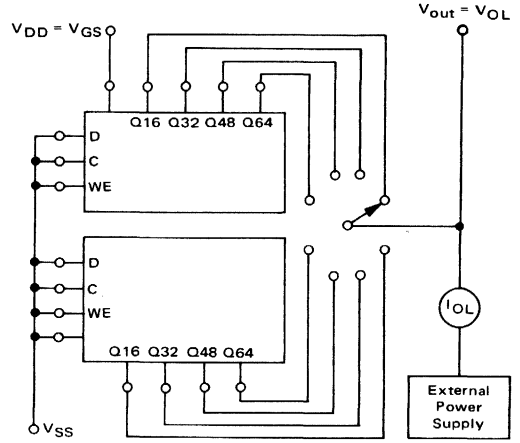 VDD = VGS
Vout = VOL
Q16 Q32 Q48 Q64
D
C
WE
D
C
WE
Q16 Q32 Q48 Q64
IOL
External
Power
Supply
VSS